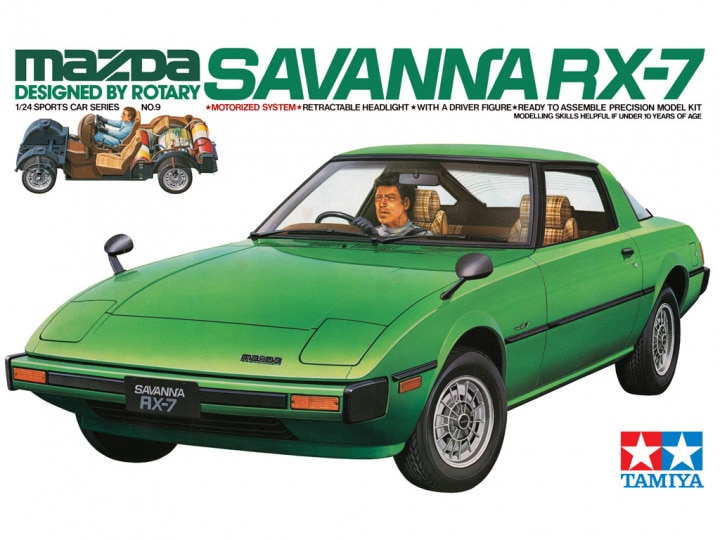 mazda
SAVANNA RX-7
DESIGNED BY ROTARY
1/24 SPORTS CAR SERIES NO.9
★MOTORIZED SYSTEM★RETRACTABLE HEADLIGHT ★WITH A DRIVER FIGURE★READY TO ASSEMBLE PRECISION MODEL KIT
MODELLING SKILLS HELPFUL IF UNDER 10 YEARS OF AGE
mazda
SAVANNA
RX-7
TAMIYA